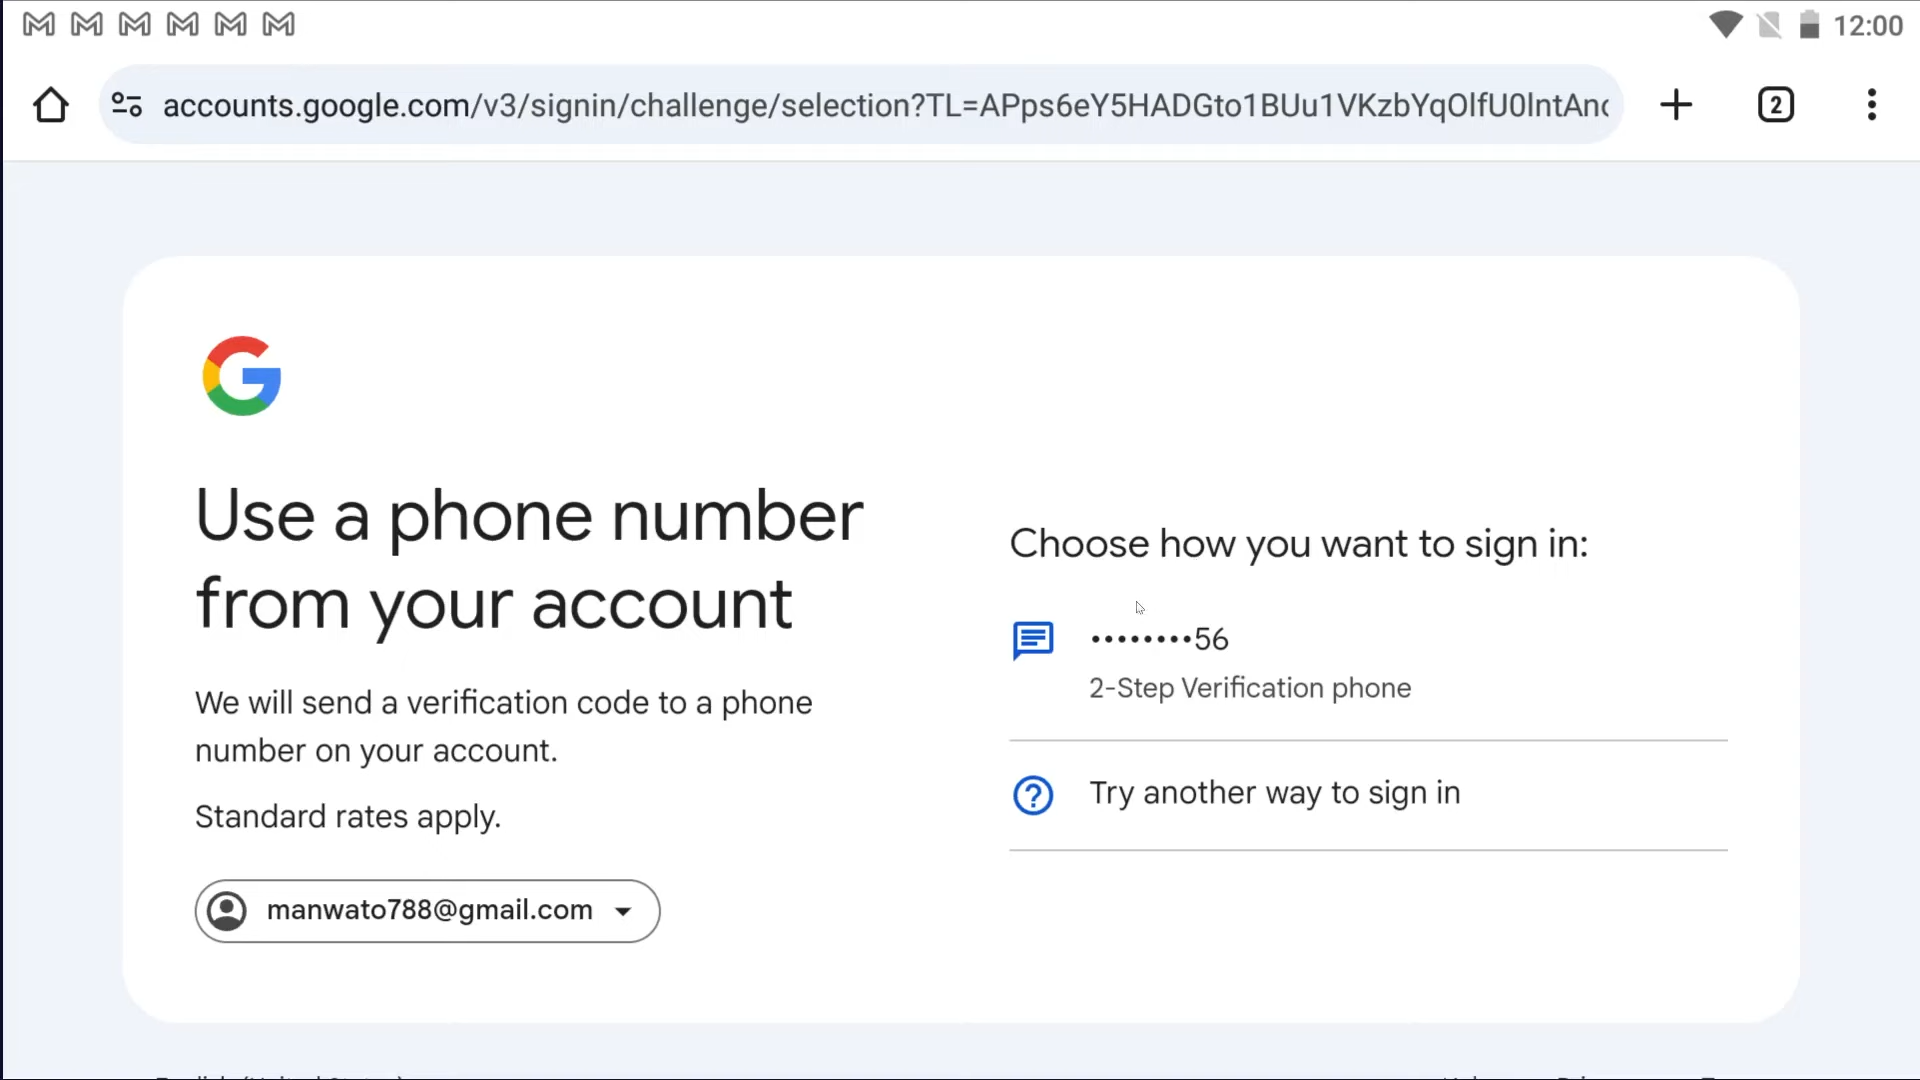 12:00
accounts.google.com/v3/signin/challenge/selection?TL=APps6eY5HADGto1BUu1VKzbYqOlfU0lntAnc
2
Use a phone number
from your account
We will send a verification code to a phone
number on your account.
Standard rates apply.
manwato788@gmail.com
Choose how you want to sign in:
••••••••56
2-Step Verification phone
Try another way to sign in